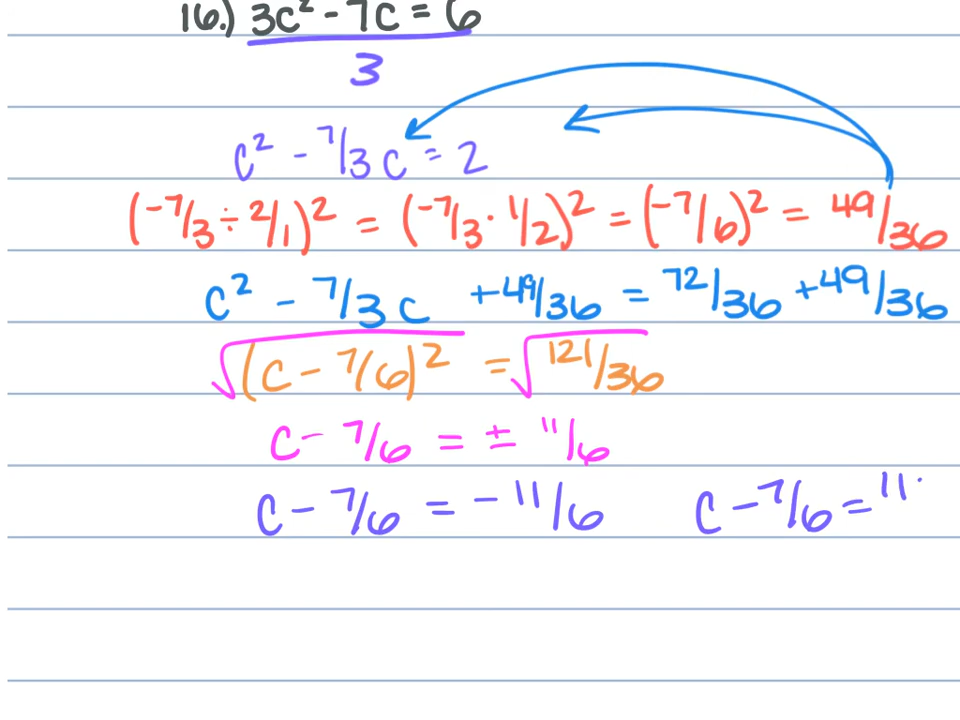 16.) 3c² - 7c = 6
3
c² - 7/3 c = 2
(-7/3 ÷ 2/1)² = (-7/3 · 1/2)² = (-7/6)² = 49/36
c² - 7/3 c + 49/36 = 72/36 + 49/36
√(c - 7/6)² = √121/36
c - 7/6 = ± 11/6
c - 7/6 = - 11/6 c - 7/6 = 11